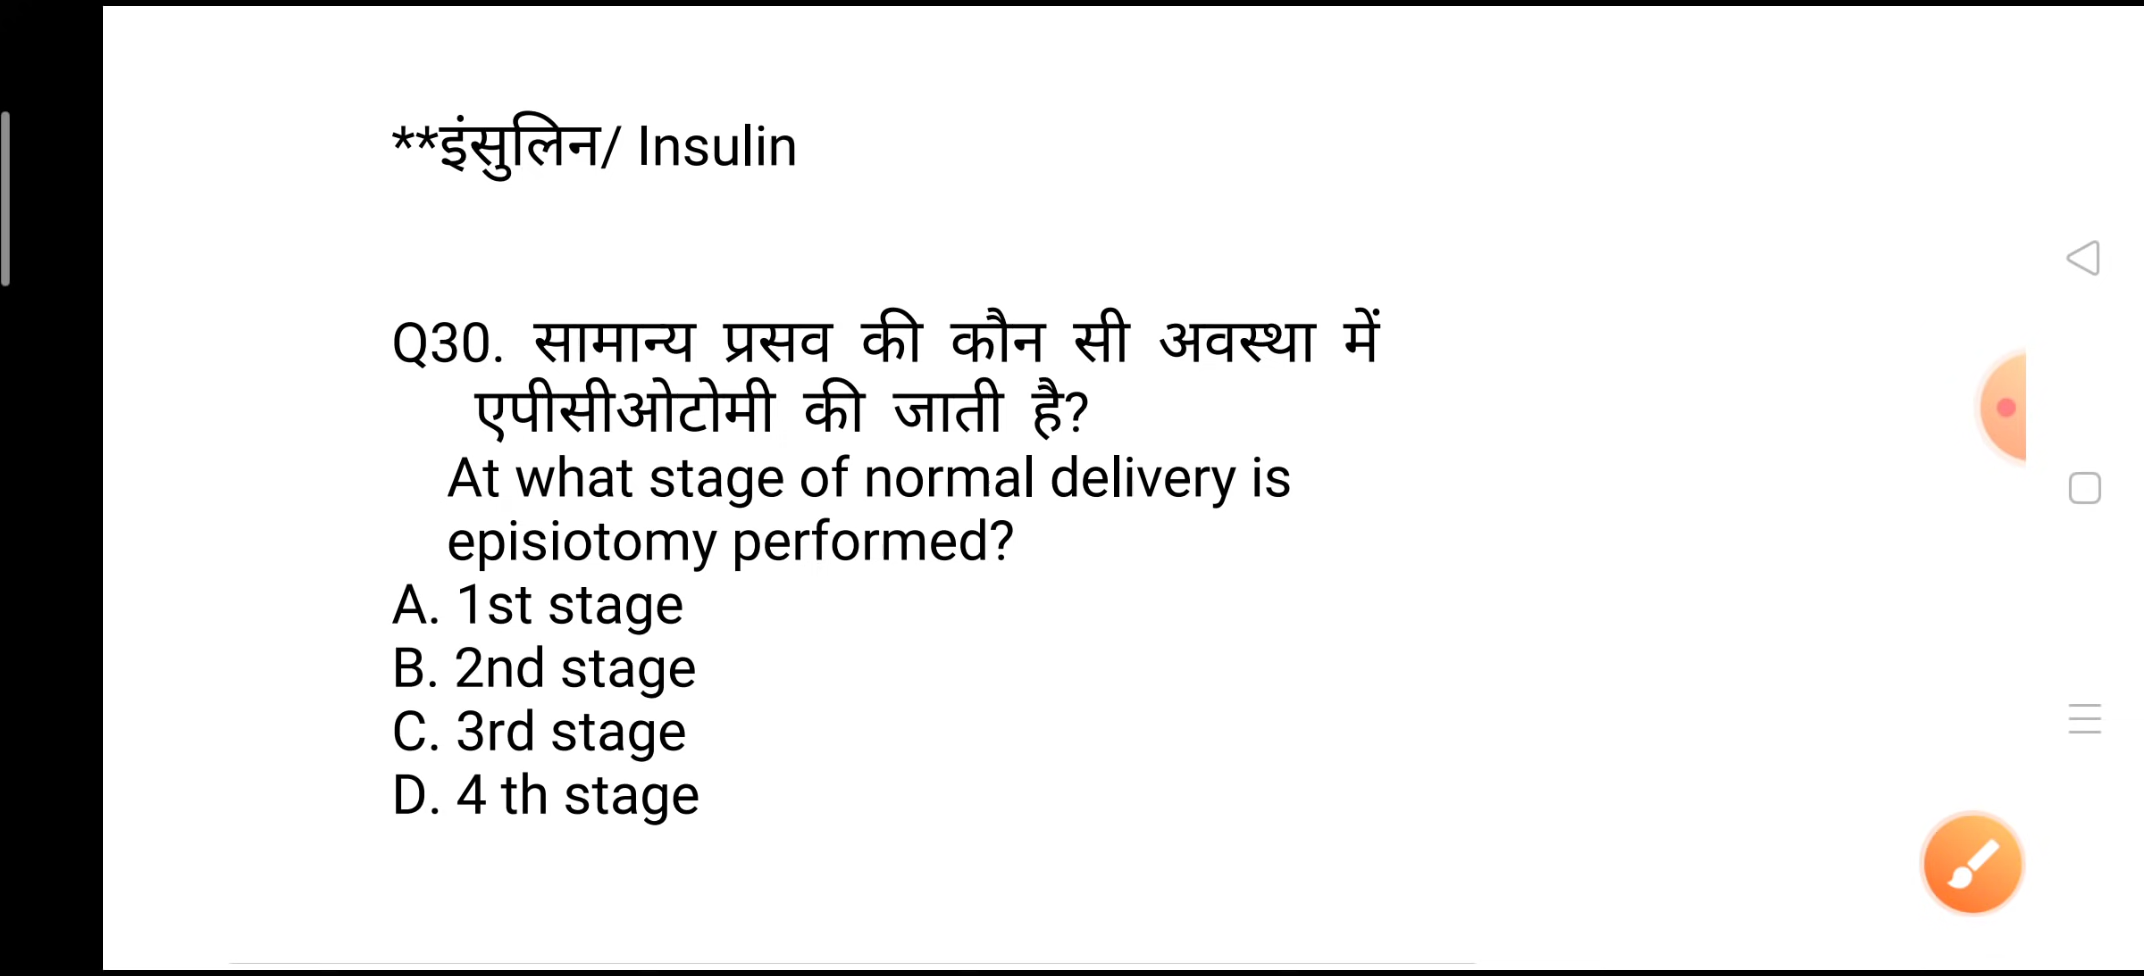 **इंसुलिन/ Insulin
Q30. सामान्य प्रसव की कौन सी अवस्था में
एपीसीओटोमी की जाती है?
At what stage of normal delivery is
episiotomy performed?
A. 1st stage
B. 2nd stage
C. 3rd stage
D. 4 th stage